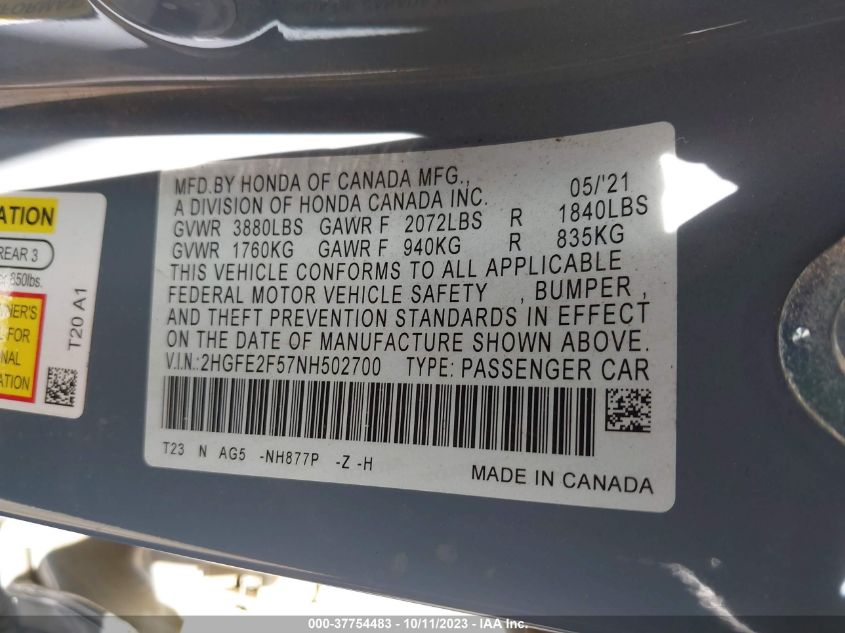 MFD.BY HONDA OF CANADA MFG., 05/'21
A DIVISION OF HONDA CANADA INC.
GVWR 3880LBS GAWR F 2072LBS R 1840LBS
GVWR 1760KG GAWR F 940KG R 835KG
THIS VEHICLE CONFORMS TO ALL APPLICABLE
FEDERAL MOTOR VEHICLE SAFETY , BUMPER ,
AND THEFT PREVENTION STANDARDS IN EFFECT
ON THE DATE OF MANUFACTURE SHOWN ABOVE.
V.I.N.:2HGFE2F57NH502700 TYPE: PASSENGER CAR
T23 N AG5 -NH877P -Z -H
MADE IN CANADA
REAR 3
850lbs.
FOR
T20 A1
000-37754483 - 10/11/2023 - IAA Inc.